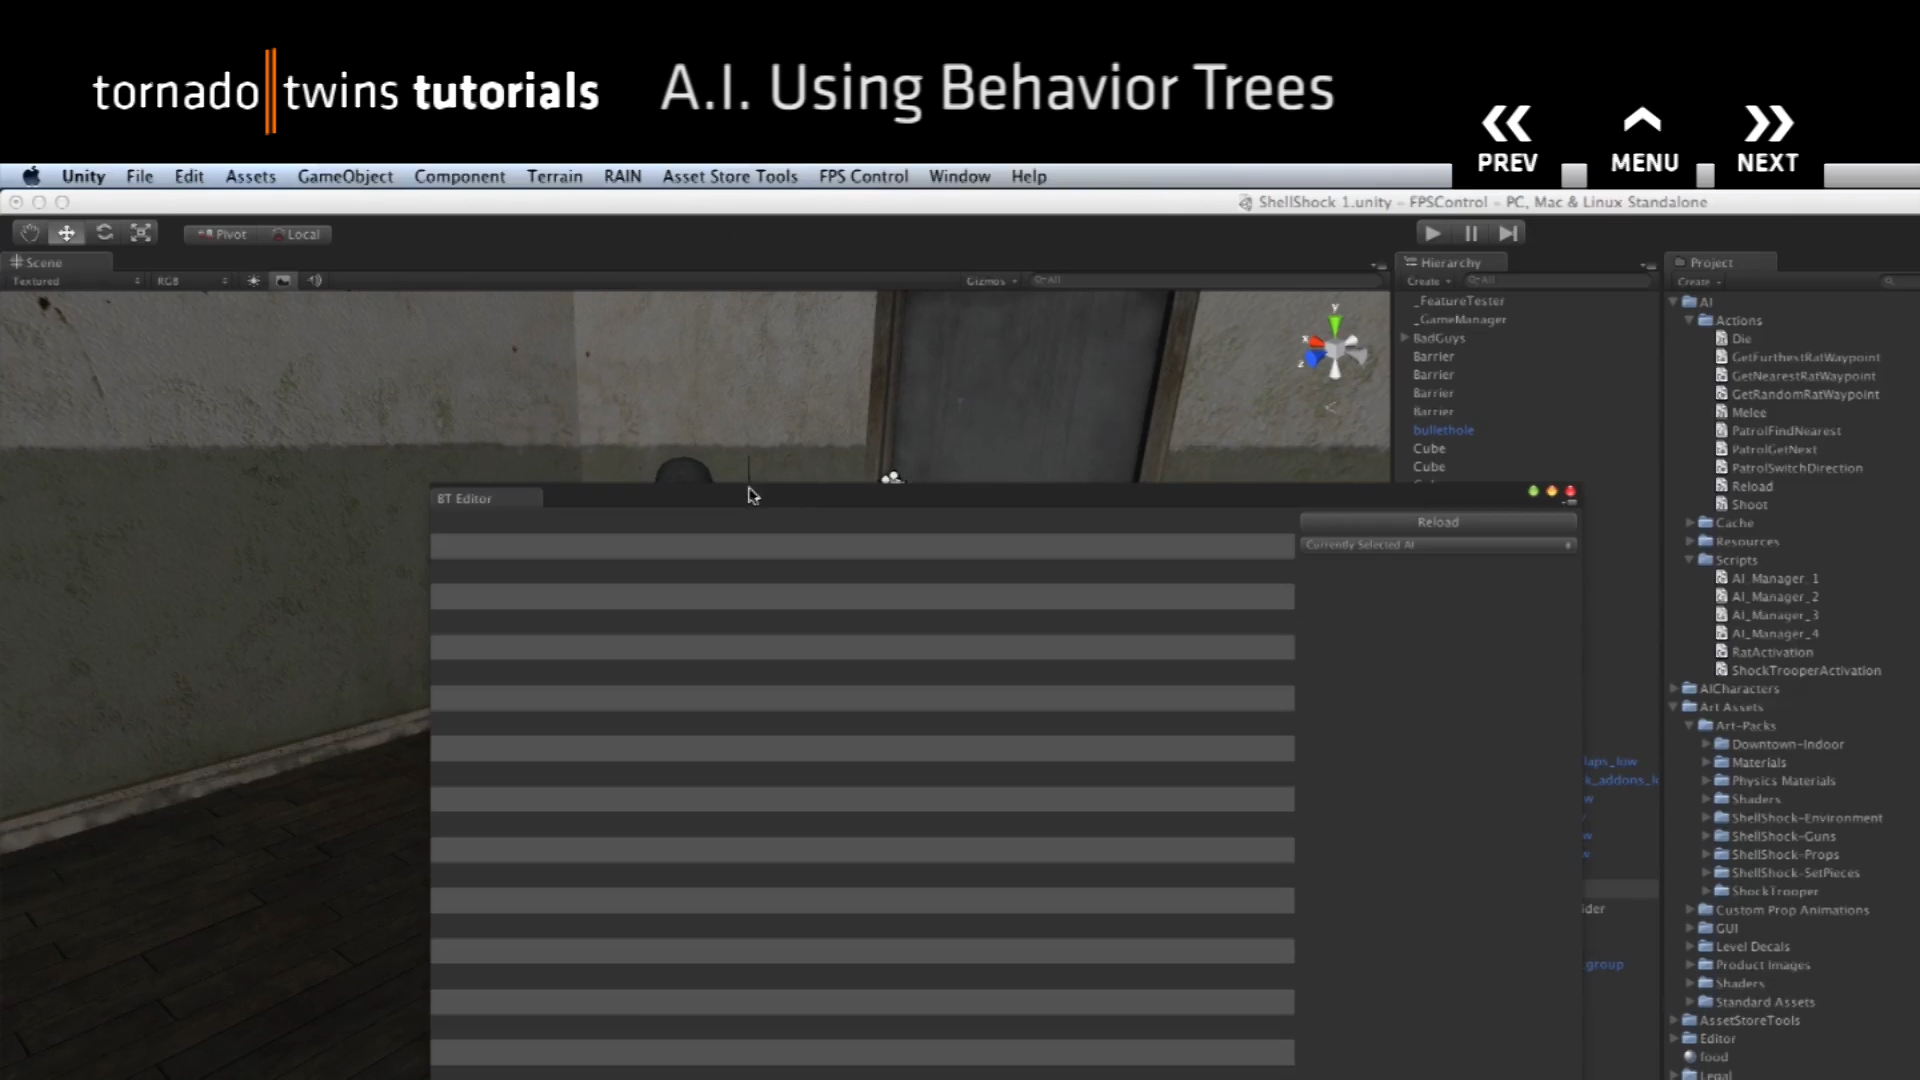 tornado twins tutorials
A.I. Using Behavior Trees
PREV
MENU
NEXT
Unity File Edit Assets GameObject Component Terrain RAIN Asset Store Tools FPS Control Window Help
ShellShock 1.unity – FPSControl – PC, Mac & Linux Standalone
Pivot Local
Scene
Textured RGB Gizmos All
BT Editor
Reload
Currently Selected AI
Hierarchy
Create All
_FeatureTester
_GameManager
BadGuys
Barrier
Barrier
Barrier
Barrier
bullethole
Cube
Cube
laps_low
k_addons_l
w
w
w
ider
group
Project
Create
AI
Actions
Die
GetFurthestRatWaypoint
GetNearestRatWaypoint
GetRandomRatWaypoint
Melee
PatrolFindNearest
PatrolGetNext
PatrolSwitchDirection
Reload
Shoot
Cache
Resources
Scripts
AI_Manager_1
AI_Manager_2
AI_Manager_3
AI_Manager_4
RatActivation
ShockTrooperActivation
AICharacters
Art Assets
Art-Packs
Downtown-Indoor
Materials
Physics Materials
Shaders
ShellShock-Environment
ShellShock-Guns
ShellShock-Props
ShellShock-SetPieces
ShockTrooper
Custom Prop Animations
GUI
Level Decals
Product Images
Shaders
Standard Assets
AssetStoreTools
Editor
food
Legal